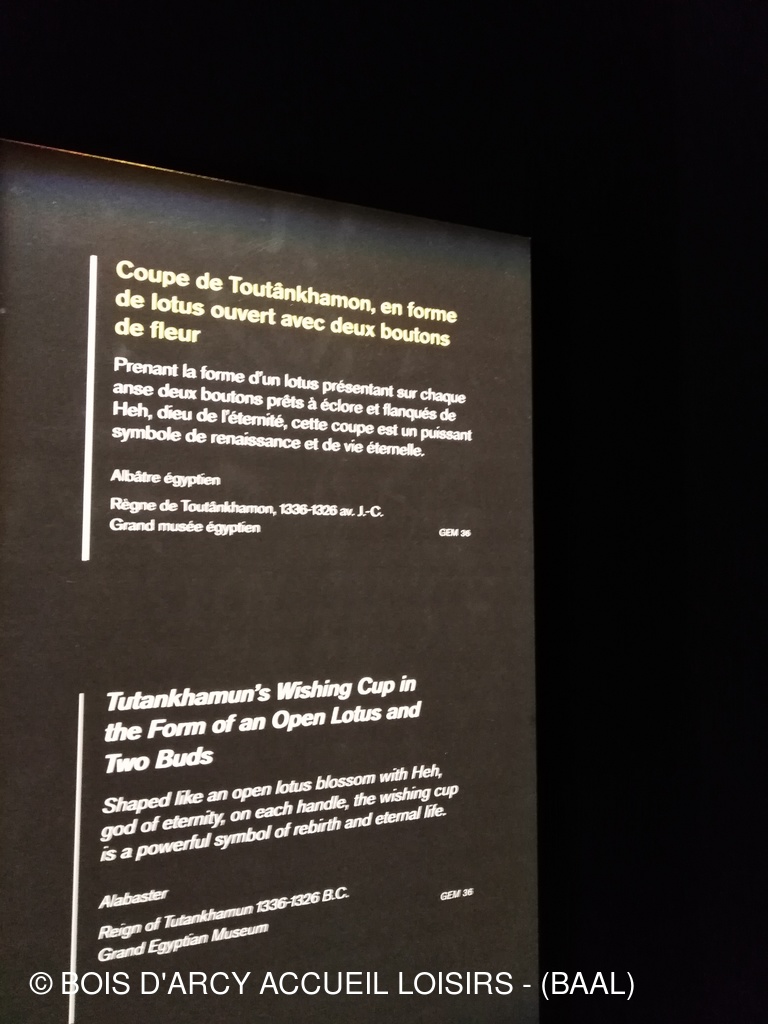 Coupe de Toutânkhamon, en forme
de lotus ouvert avec deux boutons
de fleur
Prenant la forme d'un lotus présentant sur chaque
anse deux boutons prêts à éclore et flanqués de
Heh, dieu de l'éternité, cette coupe est un puissant
symbole de renaissance et de vie éternelle.
Albâtre égyptien
Règne de Toutânkhamon, 1336-1326 av. J.-C.
Grand musée égyptien
GEM 36
Tutankhamun's Wishing Cup in
the Form of an Open Lotus and
Two Buds
Shaped like an open lotus blossom with Heh,
god of eternity, on each handle, the wishing cup
is a powerful symbol of rebirth and eternal life.
Alabaster
GEM 36
Reign of Tutankhamun 1336-1326 B.C.
Grand Egyptian Museum
© BOIS D'ARCY ACCUEIL LOISIRS - (BAAL)